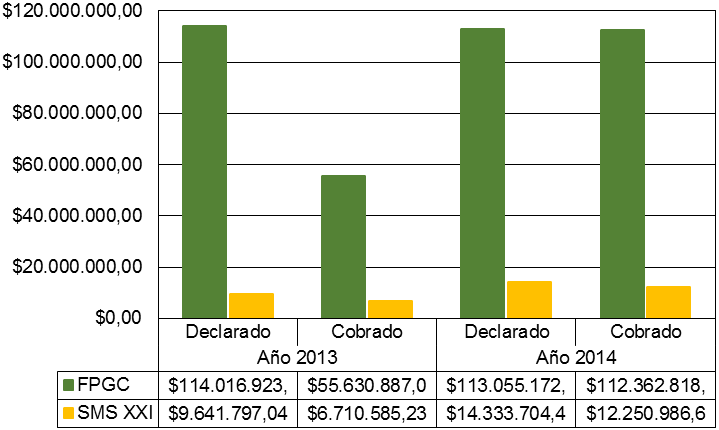 $120.000.000,00
$100.000.000,00
$80.000.000,00
$60.000.000,00
$40.000.000,00
$20.000.000,00
$0,00
Declarado Cobrado Declarado Cobrado
Año 2013 Año 2014
FPGC $114.016.923, $55.630.887,0 $113.055.172, $112.362.818,
SMS XXI $9.641.797,04 $6.710.585,23 $14.333.704,4 $12.250.986,6